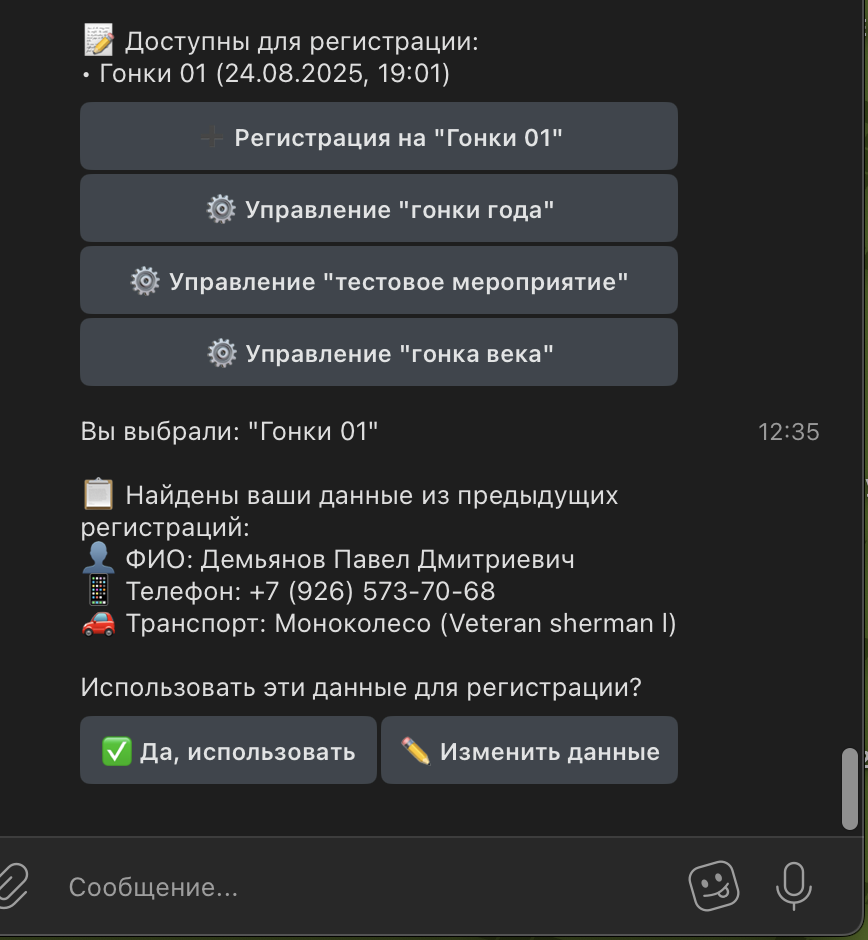 📝 Доступны для регистрации:
• Гонки 01 (24.08.2025, 19:01)
➕ Регистрация на "Гонки 01"
⚙️ Управление "гонки года"
⚙️ Управление "тестовое мероприятие"
⚙️ Управление "гонка века"
Вы выбрали: "Гонки 01" 12:35
📋 Найдены ваши данные из предыдущих
регистраций:
👤 ФИО: Демьянов Павел Дмитриевич
📱 Телефон: +7 (926) 573-70-68
🚗 Транспорт: Моноколесо (Veteran sherman l)
Использовать эти данные для регистрации?
✅ Да, использовать
✏️ Изменить данные
Сообщение...